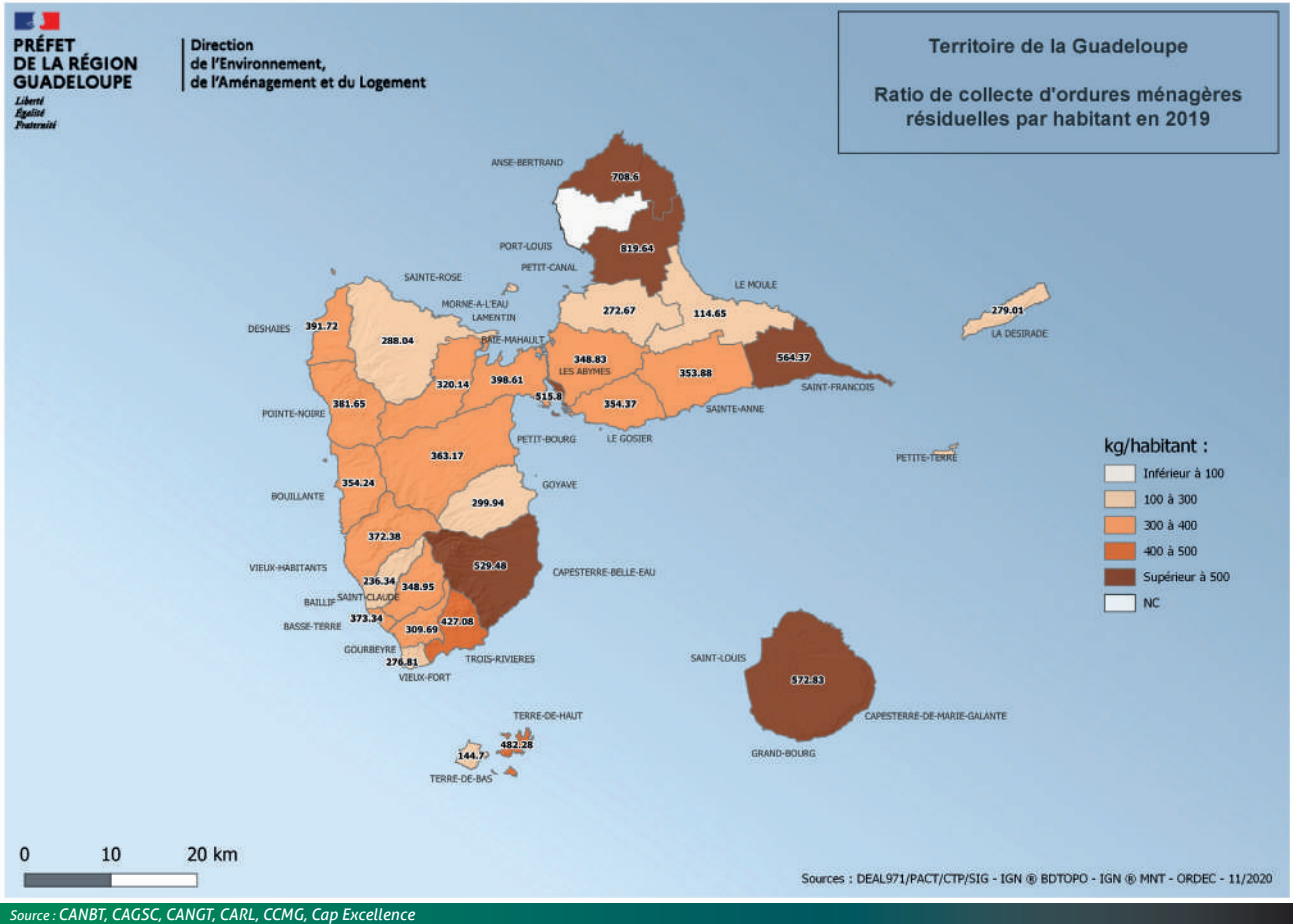 PRÉFET
DE LA RÉGION
GUADELOUPE
Liberté
Égalité
Fraternité
Direction
de l'Environnement,
de l'Aménagement et du Logement
Territoire de la Guadeloupe
Ratio de collecte d'ordures ménagères
résiduelles par habitant en 2019
ANSE-BERTRAND
708.6
PORT-LOUIS
819.64
PETIT-CANAL
SAINTE-ROSE
LE MOULE
MORNE-A-L'EAU
272.67
114.65
279.01
LAMENTIN
LA DESIRADE
DESHAIES
391.72
288.04
BAIE-MAHAULT
348.83
564.37
LES ABYMES
353.88
320.14
398.61
SAINT-FRANCOIS
381.65
515.8
354.37
SAINTE-ANNE
POINTE-NOIRE
PETIT-BOURG
LE GOSIER
363.17
PETITE-TERRE
354.24
GOYAVE
BOUILLANTE
299.94
372.38
VIEUX-HABITANTS
529.48
CAPESTERRE-BELLE-EAU
236.34
348.95
BAILLIF
SAINT-CLAUDE
373.34
427.08
BASSE-TERRE
309.69
GOURBEYRE
276.81
TROIS-RIVIERES
VIEUX-FORT
SAINT-LOUIS
572.83
TERRE-DE-HAUT
CAPESTERRE-DE-MARIE-GALANTE
482.28
144.7
GRAND-BOURG
TERRE-DE-BAS
kg/habitant :
Inférieur à 100
100 à 300
300 à 400
400 à 500
Supérieur à 500
NC
0 10 20 km
Sources : DEAL971/PACT/CTP/SIG - IGN ® BDTOPO - IGN ® MNT - ORDEC - 11/2020
Source : CANBT, CAGSC, CANGT, CARL, CCMG, Cap Excellence